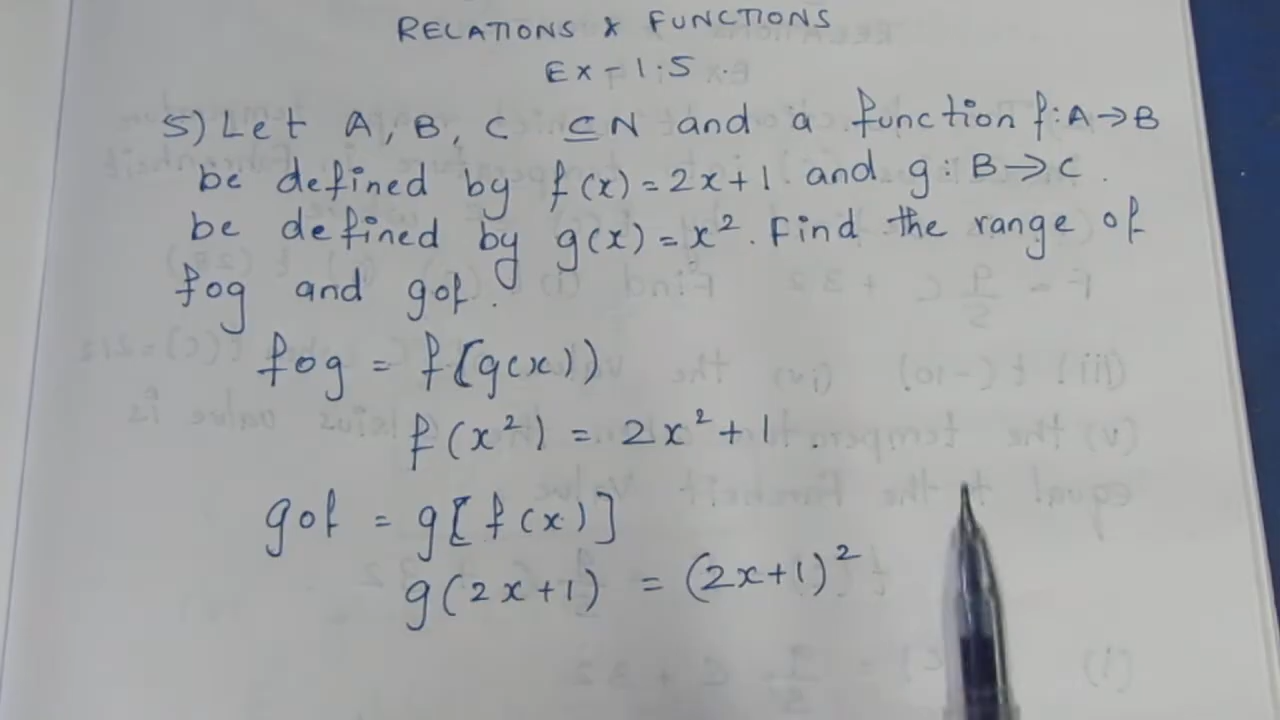 RELATIONS & FUNCTIONS
Ex-1.5.
5) Let A, B, C ⊆ N and a function f: A → B
be defined by f(x) = 2x+1 and g : B → C.
be defined by g(x) = x². Find the range of
fog and gof.
fog = f[g(x))
f(x²) = 2x²+1.
gof = g[f(x)]
g(2x+1) = (2x+1)²